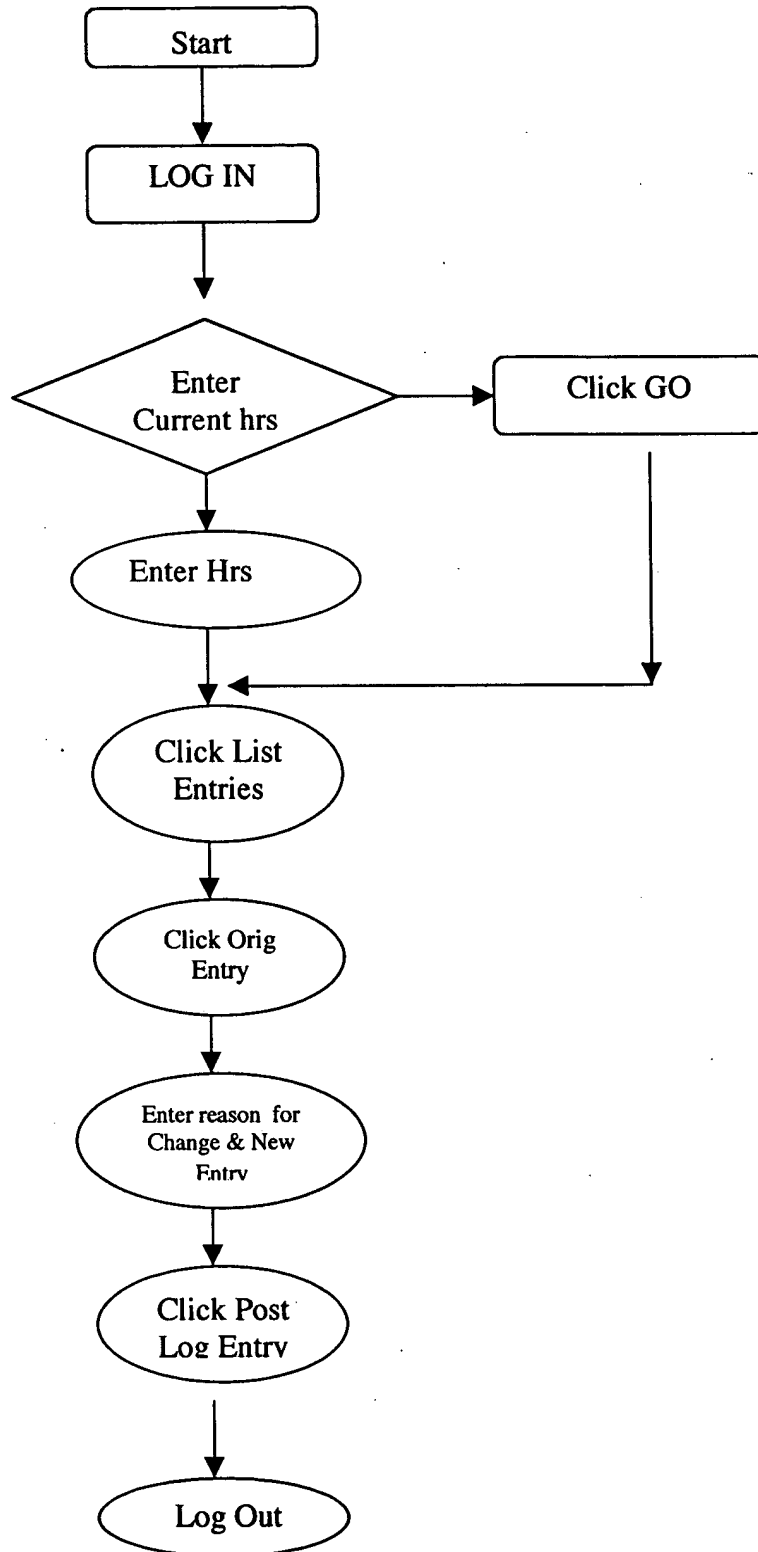 Start
LOG IN
Enter
Current hrs
Click GO
Enter Hrs
Click List
Entries
Click Orig
Entry
Enter reason for
Change & New
Entry
Click Post
Log Entry
Log Out